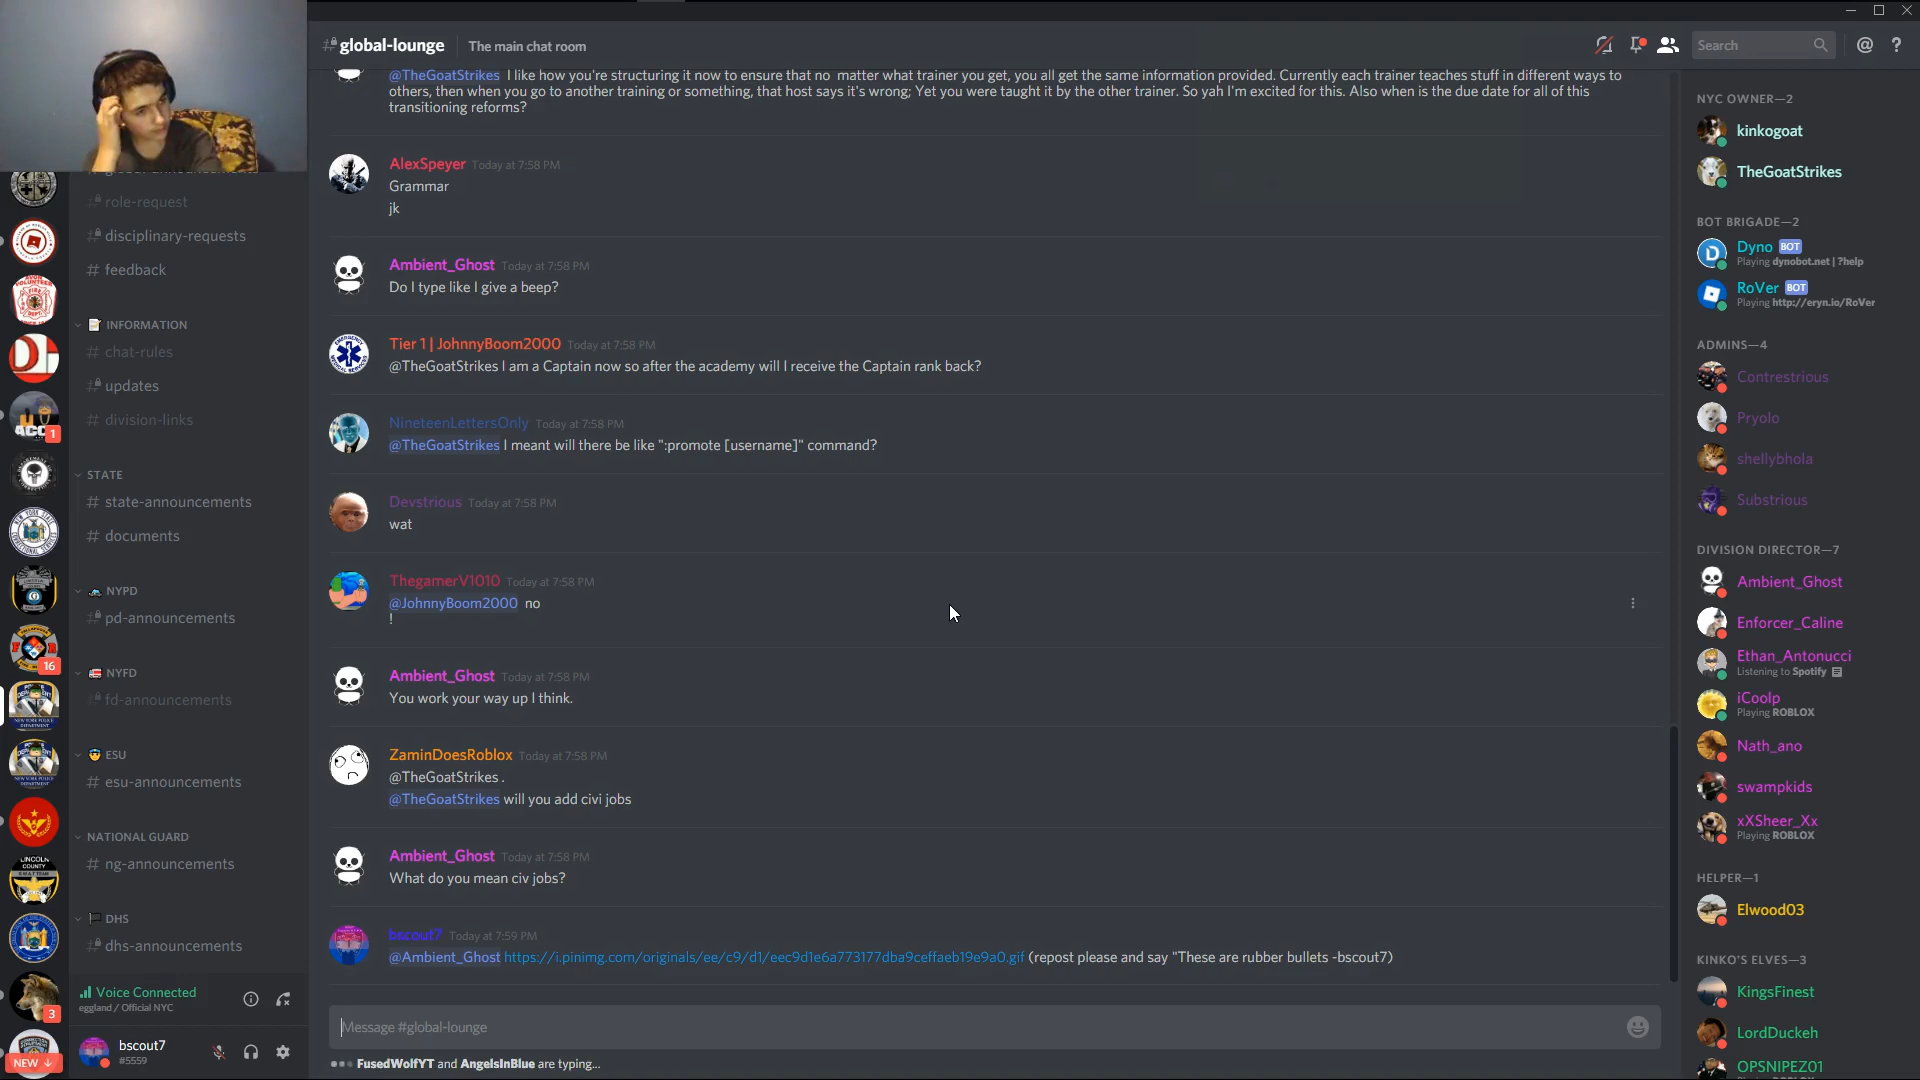 #global-lounge
The main chat room
Search
role-request
disciplinary-requests
feedback
INFORMATION
chat-rules
updates
division-links
STATE
state-announcements
documents
NYPD
pd-announcements
NYFD
fd-announcements
ESU
esu-announcements
NATIONAL GUARD
ng-announcements
DHS
dhs-announcements
Voice Connected
eggland / Official NYC
bscout7
#5559
1
16
3
NEW ↓
@TheGoatStrikes I like how you're structuring it now to ensure that no matter what trainer you get, you all get the same information provided. Currently each trainer teaches stuff in different ways to
others, then when you go to another training or something, that host says it's wrong; Yet you were taught it by the other trainer. So yah I'm excited for this. Also when is the due date for all of this
transitioning reforms?
AlexSpeyer Today at 7:58 PM
Grammar
jk
Ambient_Ghost Today at 7:58 PM
Do I type like I give a beep?
Tier 1 | JohnnyBoom2000 Today at 7:58 PM
@TheGoatStrikes I am a Captain now so after the academy will I receive the Captain rank back?
NineteenLettersOnly Today at 7:58 PM
@TheGoatStrikes I meant will there be like ":promote [username]" command?
Devstrious Today at 7:58 PM
wat
ThegamerV1010 Today at 7:58 PM
@JohnnyBoom2000 no
!
Ambient_Ghost Today at 7:58 PM
You work your way up I think.
ZaminDoesRoblox Today at 7:58 PM
@TheGoatStrikes .
@TheGoatStrikes will you add civi jobs
Ambient_Ghost Today at 7:58 PM
What do you mean civ jobs?
bscout7 Today at 7:59 PM
@Ambient_Ghost https://i.pinimg.com/originals/ee/c9/d1/eec9d1e6a773177dba9ceffaeb19e9a0.gif (repost please and say "These are rubber bullets -bscout7)
Message #global-lounge
FusedWolfYT and AngelsInBlue are typing...
NYC OWNER—2
kinkogoat
TheGoatStrikes
BOT BRIGADE—2
Dyno BOT
Playing dynobot.net | ?help
RoVer BOT
Playing http://eryn.io/RoVer
ADMINS—4
Contrestrious
Pryolo
shellybhola
Substrious
DIVISION DIRECTOR—7
Ambient_Ghost
Enforcer_Caline
Ethan_Antonucci
Listening to Spotify
iCoolp
Playing ROBLOX
Nath_ano
swampkids
xXSheer_Xx
Playing ROBLOX
HELPER—1
Elwood03
KINKO'S ELVES—3
KingsFinest
LordDuckeh
OPSNIPEZ01